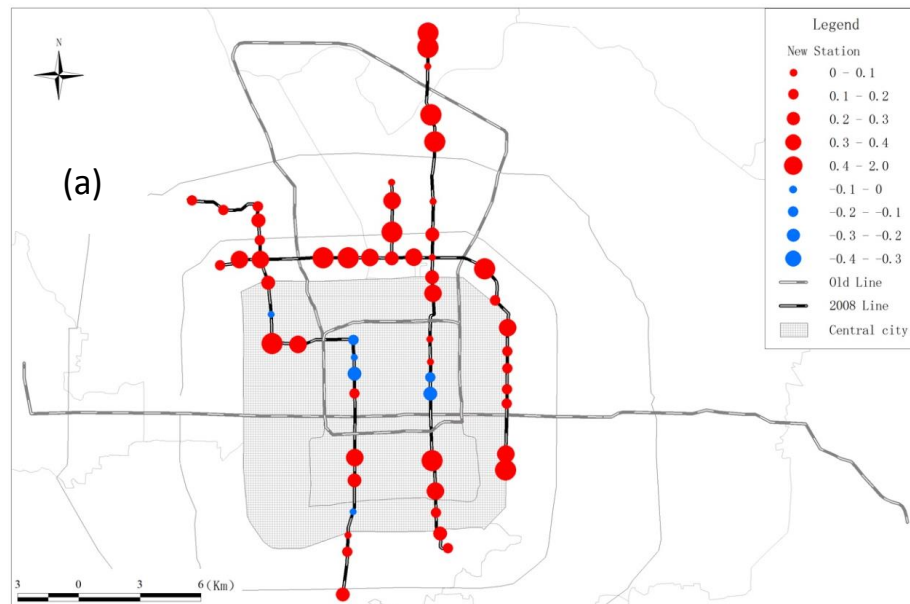 (a)
N
Legend
New Station
0 - 0.1
0.1 - 0.2
0.2 - 0.3
0.3 - 0.4
0.4 - 2.0
-0.1 - 0
-0.2 - -0.1
-0.3 - -0.2
-0.4 - -0.3
Old Line
2008 Line
Central city
3 0 3 6 (Km)